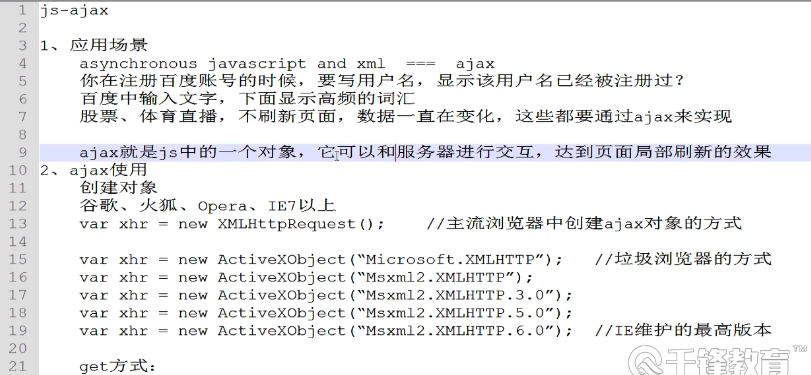 1 js-ajax
2
3 1、应用场景
4 asynchronous javascript and xml === ajax
5 你在注册百度账号的时候，要写用户名，显示该用户名已经被注册过？
6 百度中输入文字，下面显示高频的词汇
7 股票、体育直播，不刷新页面，数据一直在变化，这些都要通过ajax来实现
8
9 ajax就是js中的一个对象，它可以和服务器进行交互，达到页面局部刷新的效果
10 2、ajax使用
11 创建对象
12 谷歌、火狐、Opera、IE7以上
13 var xhr = new XMLHttpRequest(); //主流浏览器中创建ajax对象的方式
14
15 var xhr = new ActiveXObject(“Microsoft.XMLHTTP”); //垃圾浏览器的方式
16 var xhr = new ActiveXObject(“Msxml2.XMLHTTP”);
17 var xhr = new ActiveXObject(“Msxml2.XMLHTTP.3.0”);
18 var xhr = new ActiveXObject(“Msxml2.XMLHTTP.5.0”);
19 var xhr = new ActiveXObject(“Msxml2.XMLHTTP.6.0”); //IE维护的最高版本
20
21 get方式：
千锋教育™